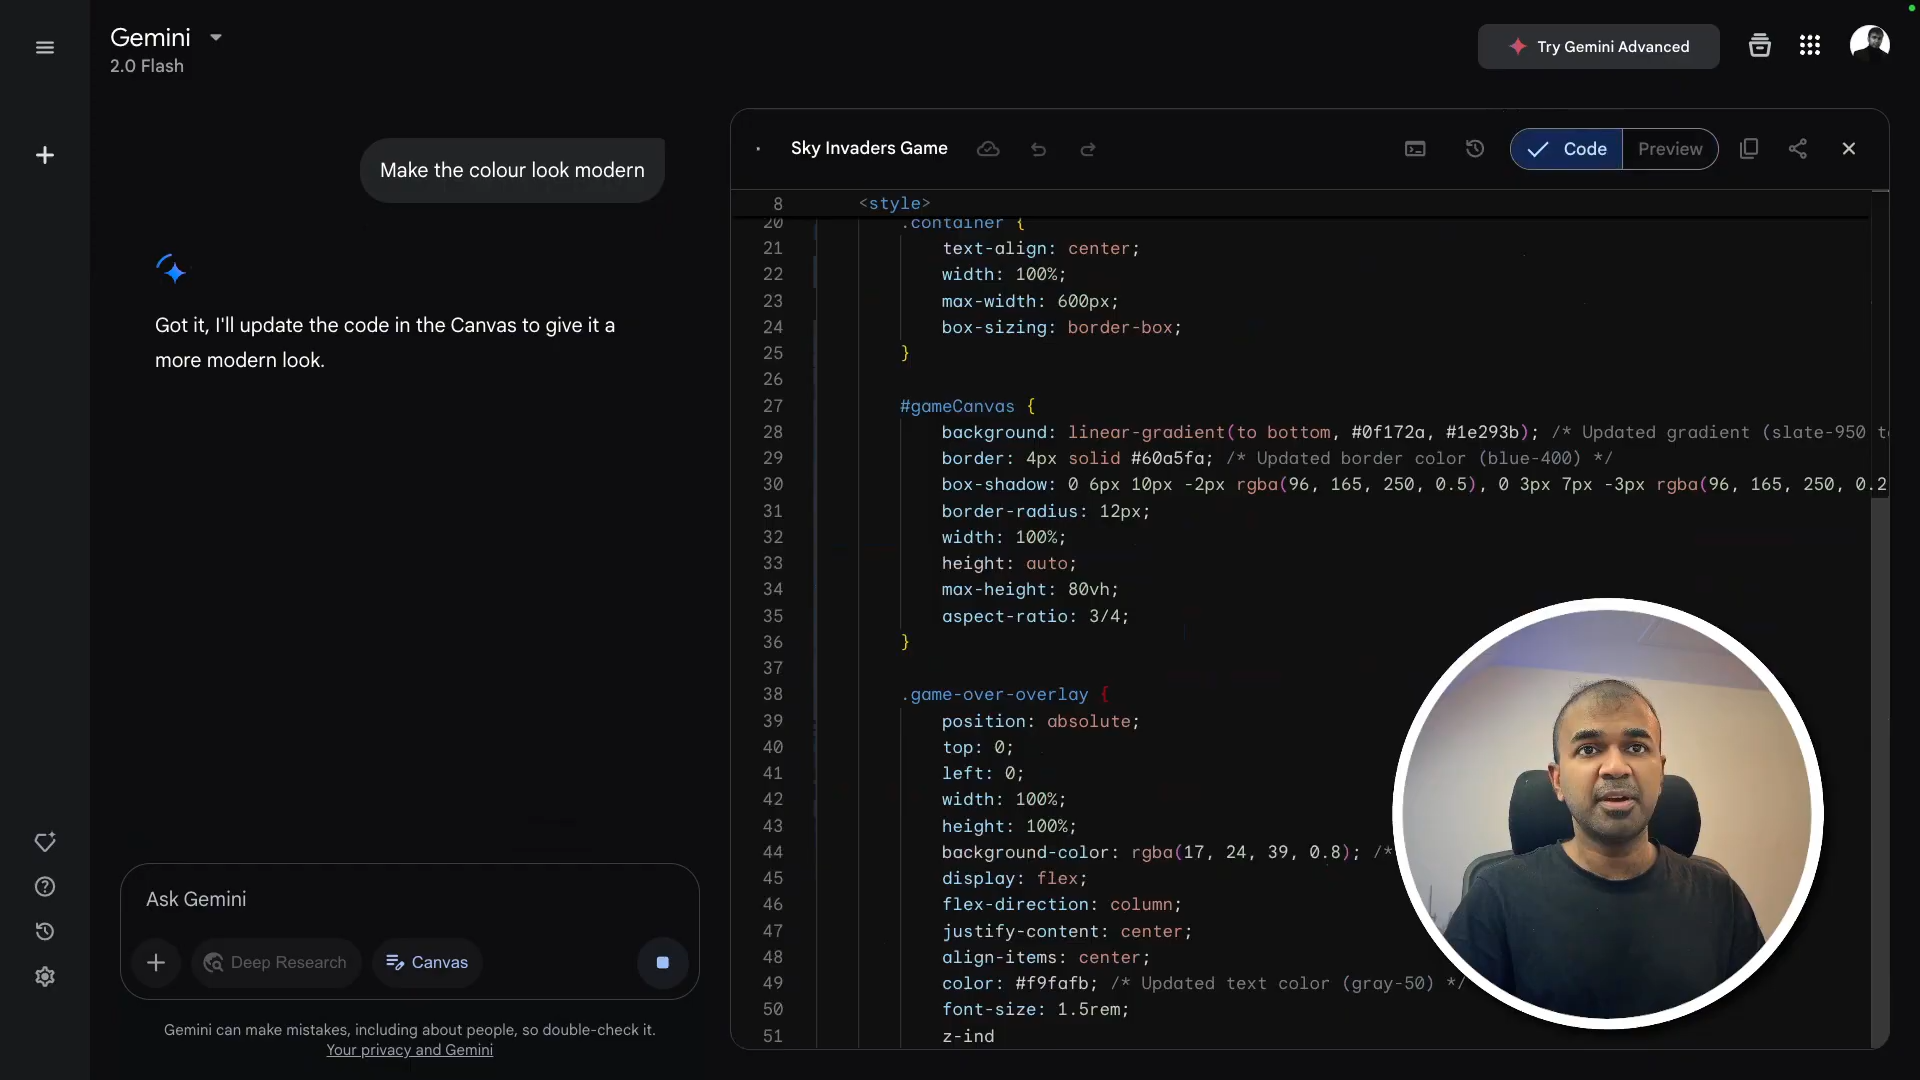 Gemini
2.0 Flash
Try Gemini Advanced
Make the colour look modern
Got it, I'll update the code in the Canvas to give it a
more modern look.
Ask Gemini
Deep Research
Canvas
Gemini can make mistakes, including about people, so double-check it.
Your privacy and Gemini
Sky Invaders Game
Code
Preview
8 <style>
20 .container {
21 text-align: center;
22 width: 100%;
23 max-width: 600px;
24 box-sizing: border-box;
25 }
26
27 #gameCanvas {
28 background: linear-gradient(to bottom, #0f172a, #1e293b); /* Updated gradient (slate-950 t
29 border: 4px solid #60a5fa; /* Updated border color (blue-400) */
30 box-shadow: 0 6px 10px -2px rgba(96, 165, 250, 0.5), 0 3px 7px -3px rgba(96, 165, 250, 0.2
31 border-radius: 12px;
32 width: 100%;
33 height: auto;
34 max-height: 80vh;
35 aspect-ratio: 3/4;
36 }
37
38 .game-over-overlay {
39 position: absolute;
40 top: 0;
41 left: 0;
42 width: 100%;
43 height: 100%;
44 background-color: rgba(17, 24, 39, 0.8); /*
45 display: flex;
46 flex-direction: column;
47 justify-content: center;
48 align-items: center;
49 color: #f9fafb; /* Updated text color (gray-50) */
50 font-size: 1.5rem;
51 z-ind